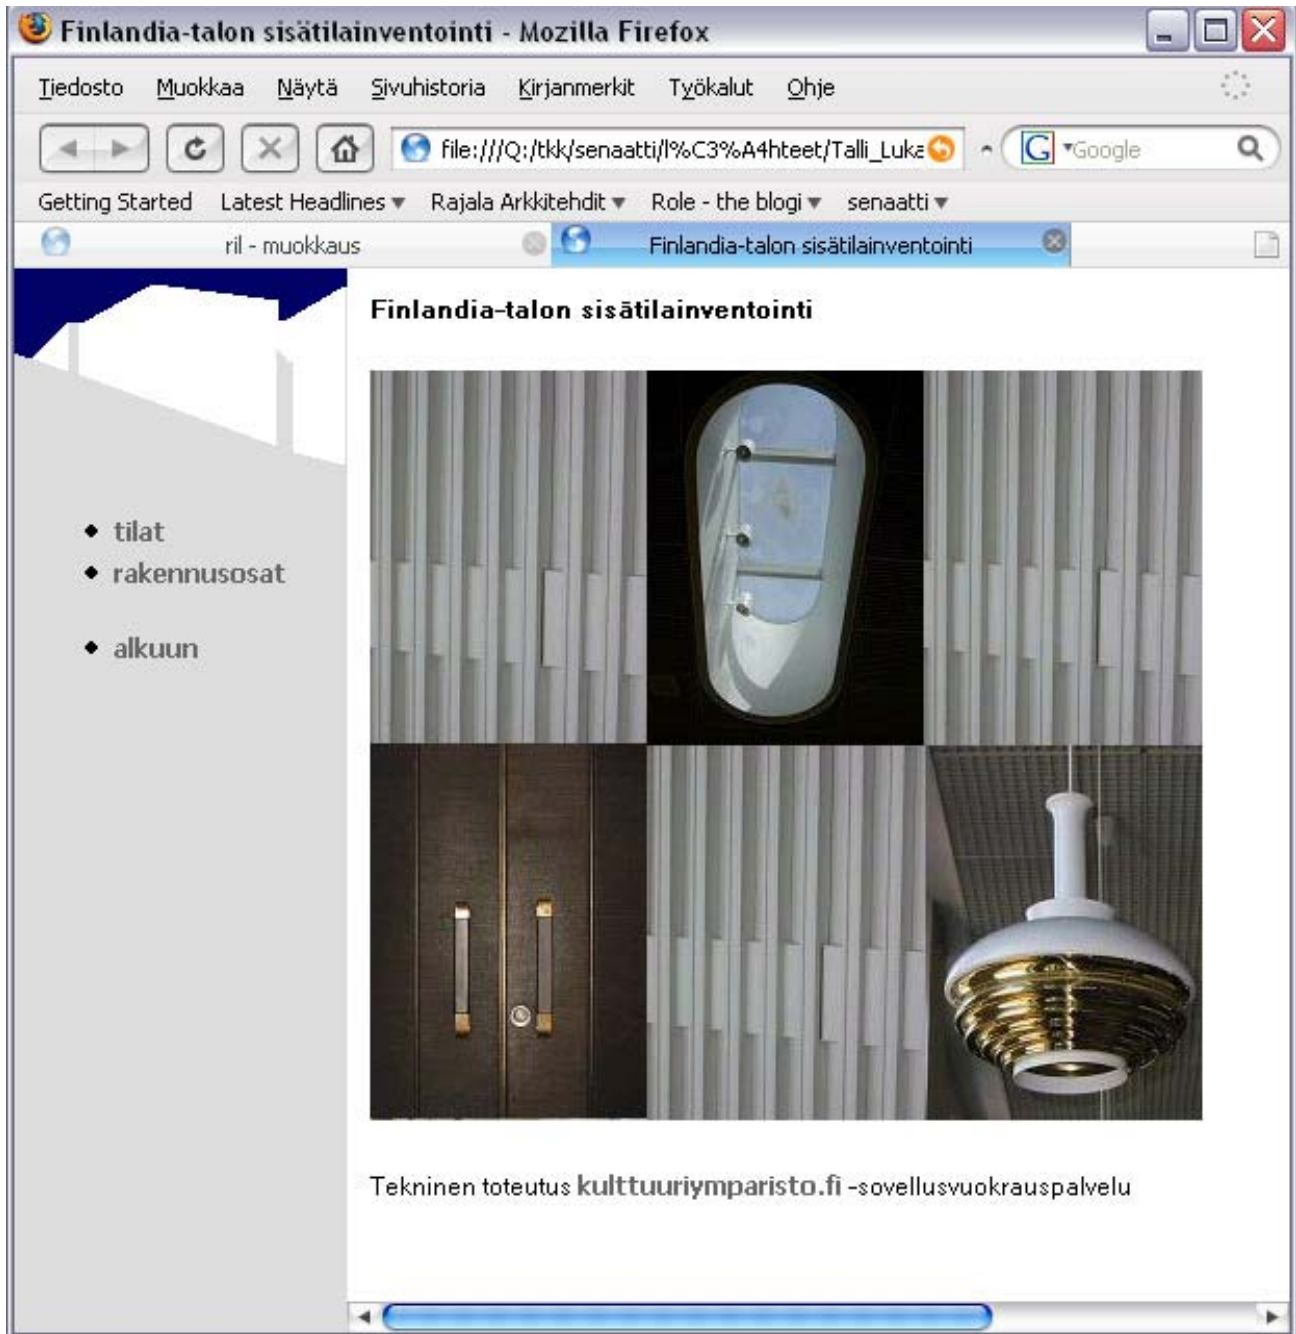 Finlandia-talon sisätilainventointi - Mozilla Firefox
Tiedosto Muokkaa Näytä Sivuhistoria Kirjanmerkit Työkalut Ohje
file:///Q:/tkk/senaatti/l%C3%A4hteet/Talli_Luka G Google
Getting Started Latest Headlines Rajala Arkkitehdit Role - the blogi senaatti
ril - muokkaus Finlandia-talon sisätilainventointi
Finlandia-talon sisätilainventointi
tilat
rakennusosat
alkuun
Tekninen toteutus kulttuuriymparisto.fi -sovellusvuokrauspalvelu